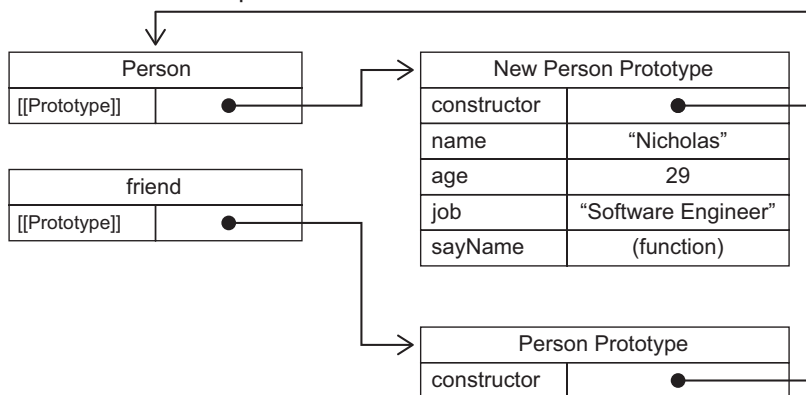 Person
[[Prototype]]
New Person Prototype
constructor
name “Nicholas”
age 29
job “Software Engineer”
sayName (function)
friend
[[Prototype]]
Person Prototype
constructor